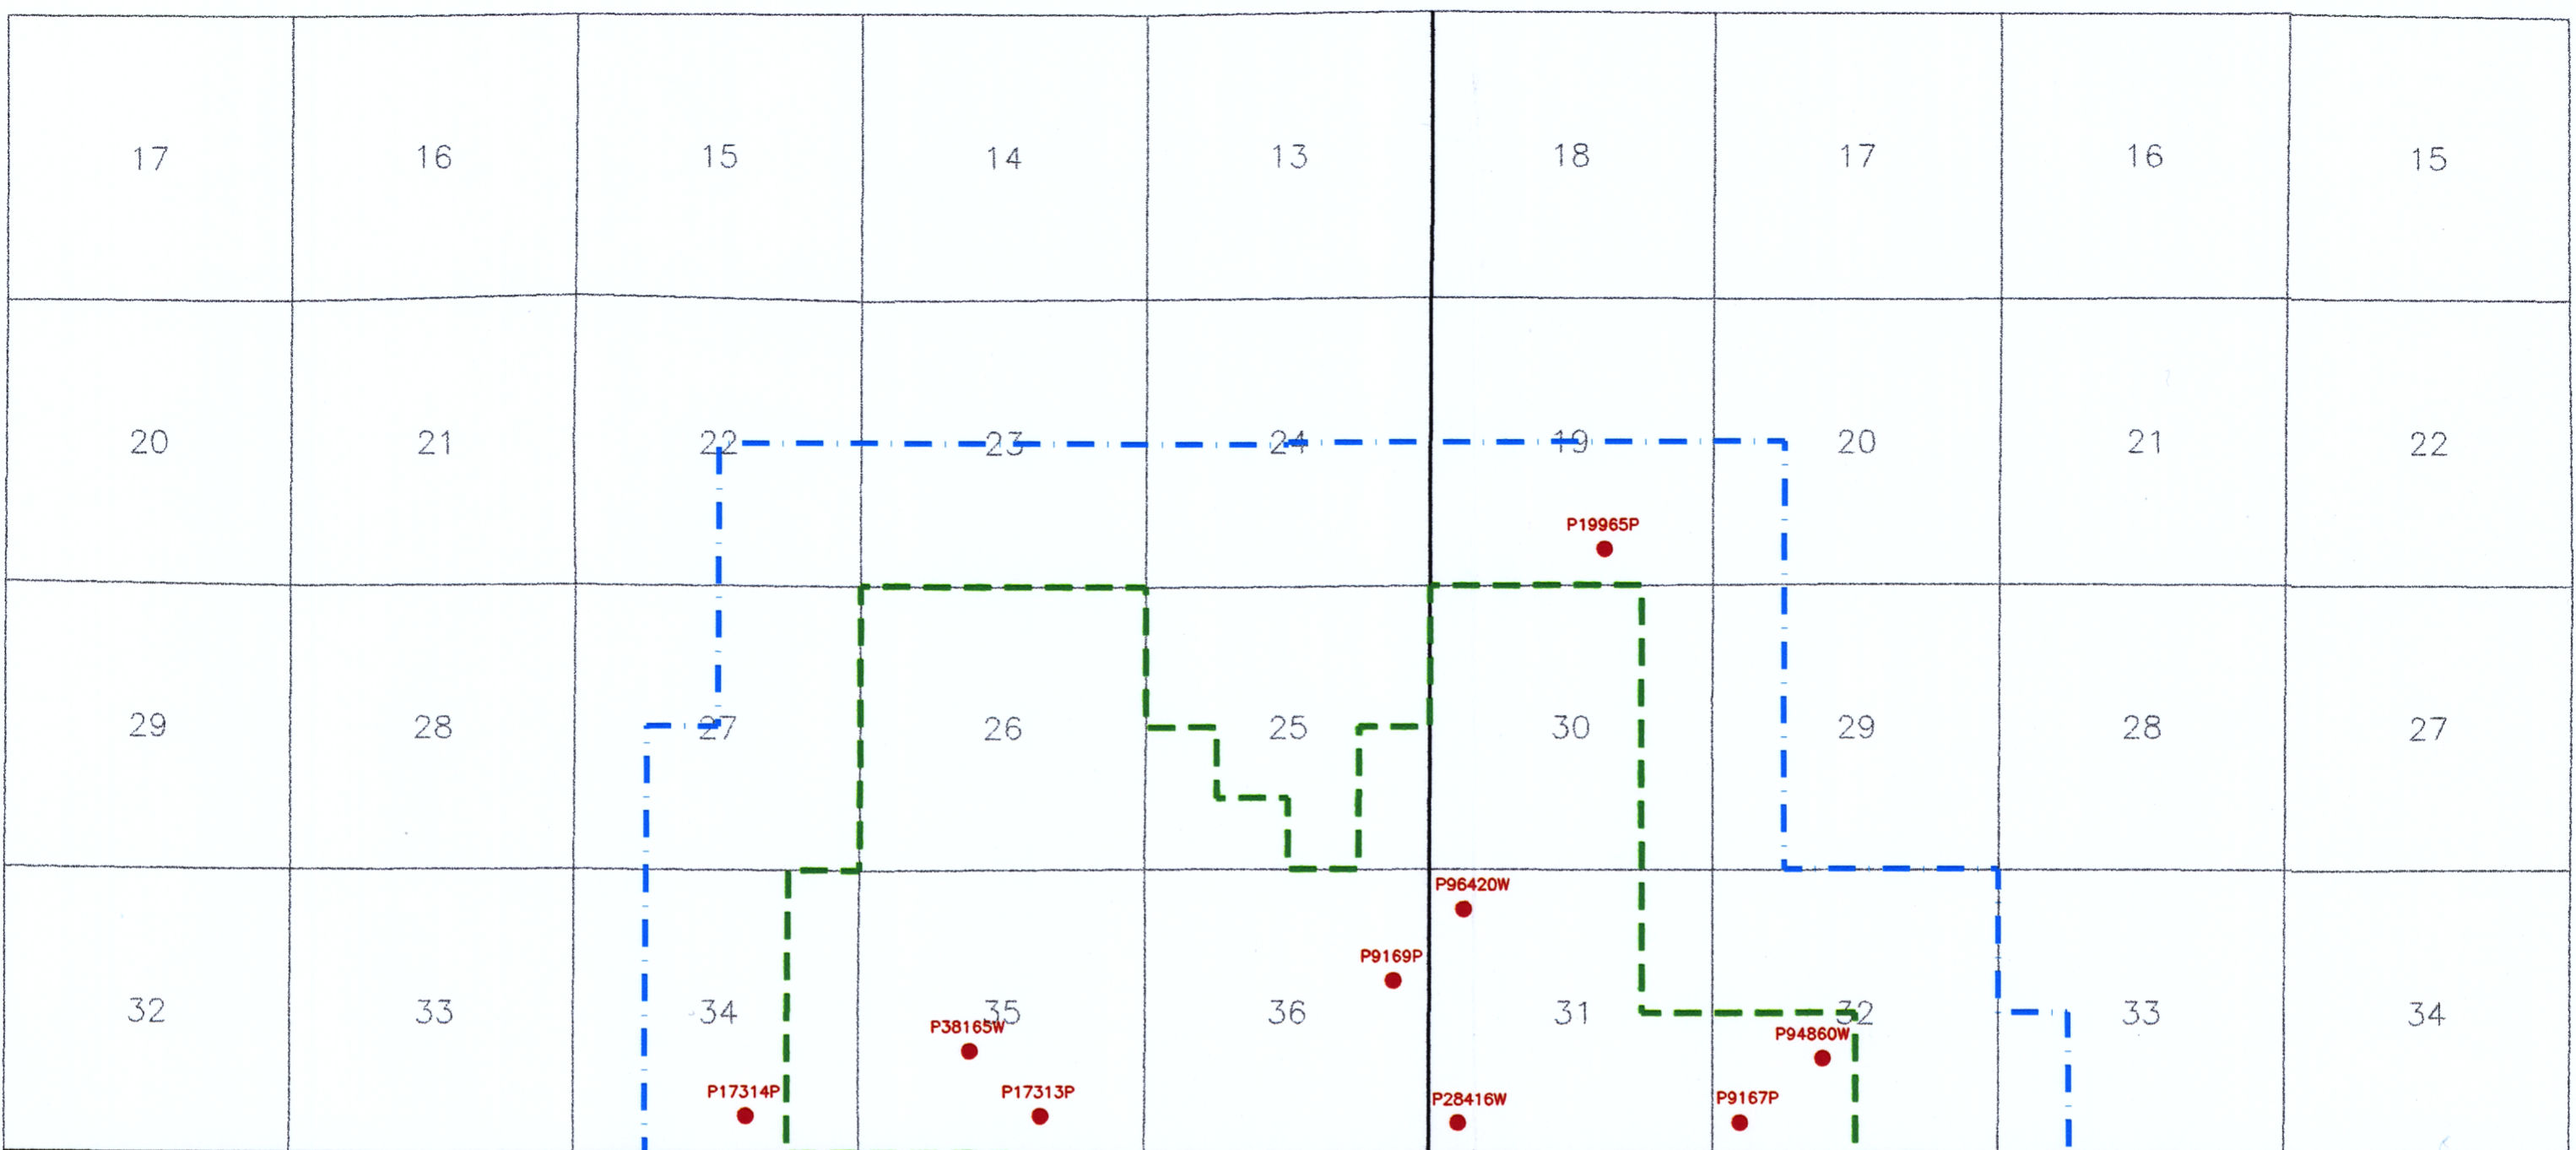 17 16 15 14 13 18 17 16 15
20 21 22 23 24 19 20 21 22
P19965P
29 28 27 26 25 30 29 28 27
P96420W
P9169P
32 33 34 35 36 31 32 33 34
P38165W P94860W
P17314P P17313P P28416W P9167P